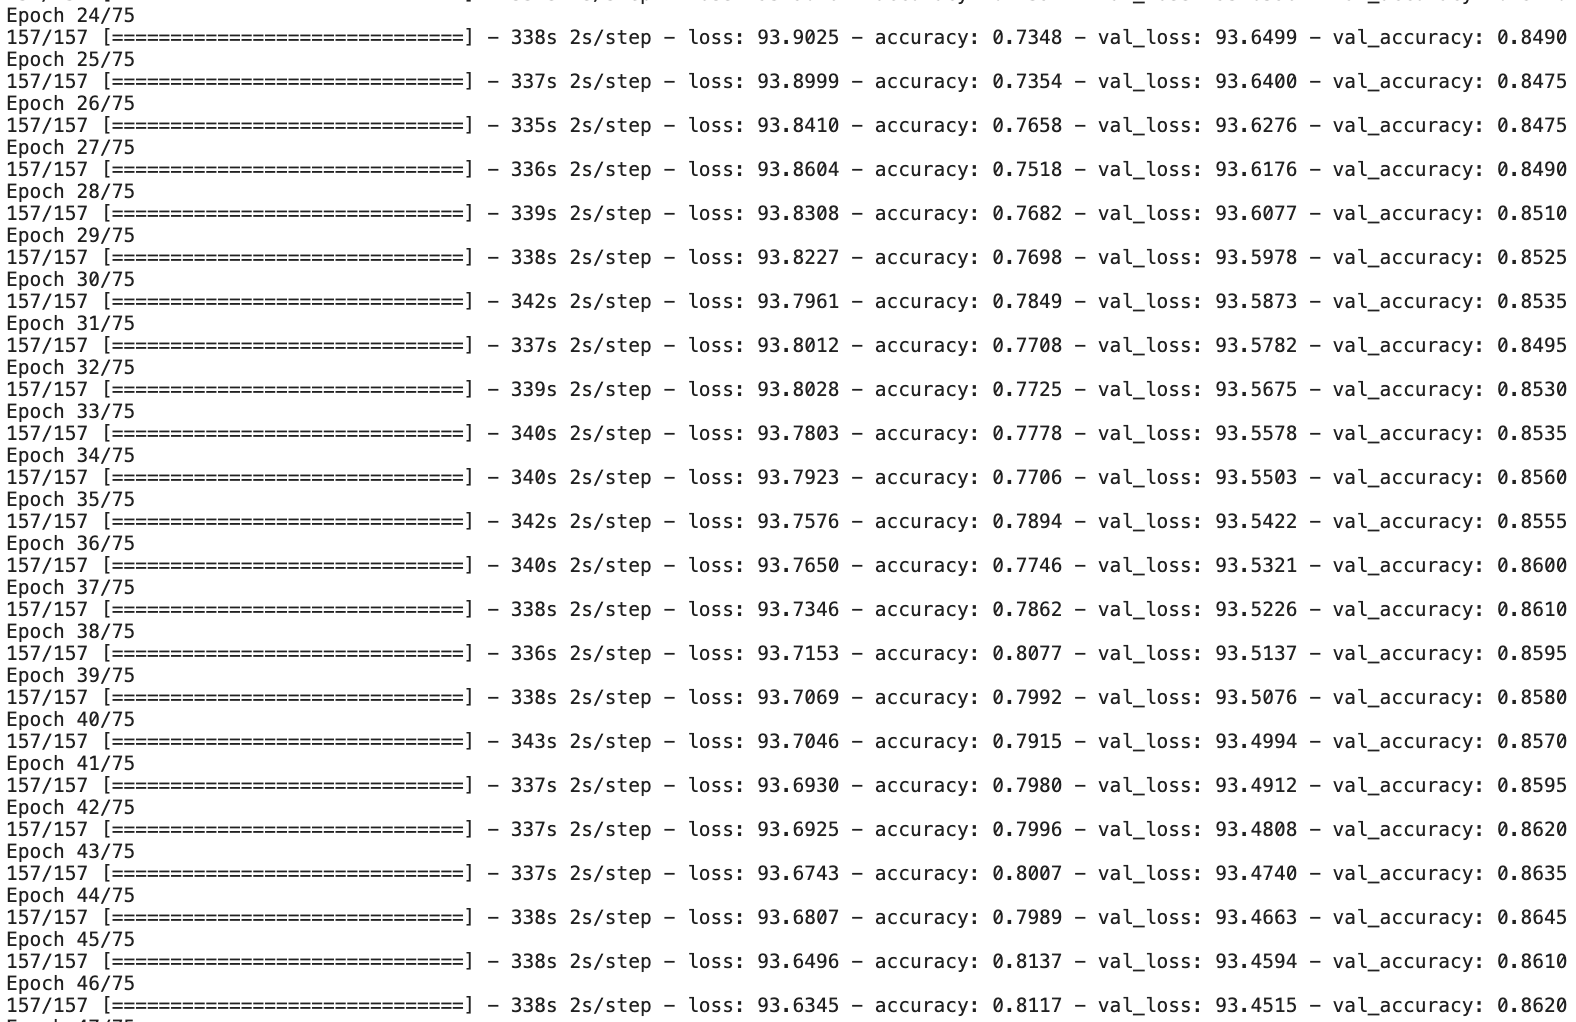 Epoch 24/75
157/157 [==============================] - 338s 2s/step - loss: 93.9025 - accuracy: 0.7348 - val_loss: 93.6499 - val_accuracy: 0.8490
Epoch 25/75
157/157 [==============================] - 337s 2s/step - loss: 93.8999 - accuracy: 0.7354 - val_loss: 93.6400 - val_accuracy: 0.8475
Epoch 26/75
157/157 [==============================] - 335s 2s/step - loss: 93.8410 - accuracy: 0.7658 - val_loss: 93.6276 - val_accuracy: 0.8475
Epoch 27/75
157/157 [==============================] - 336s 2s/step - loss: 93.8604 - accuracy: 0.7518 - val_loss: 93.6176 - val_accuracy: 0.8490
Epoch 28/75
157/157 [==============================] - 339s 2s/step - loss: 93.8308 - accuracy: 0.7682 - val_loss: 93.6077 - val_accuracy: 0.8510
Epoch 29/75
157/157 [==============================] - 338s 2s/step - loss: 93.8227 - accuracy: 0.7698 - val_loss: 93.5978 - val_accuracy: 0.8525
Epoch 30/75
157/157 [==============================] - 342s 2s/step - loss: 93.7961 - accuracy: 0.7849 - val_loss: 93.5873 - val_accuracy: 0.8535
Epoch 31/75
157/157 [==============================] - 337s 2s/step - loss: 93.8012 - accuracy: 0.7708 - val_loss: 93.5782 - val_accuracy: 0.8495
Epoch 32/75
157/157 [==============================] - 339s 2s/step - loss: 93.8028 - accuracy: 0.7725 - val_loss: 93.5675 - val_accuracy: 0.8530
Epoch 33/75
157/157 [==============================] - 340s 2s/step - loss: 93.7803 - accuracy: 0.7778 - val_loss: 93.5578 - val_accuracy: 0.8535
Epoch 34/75
157/157 [==============================] - 340s 2s/step - loss: 93.7923 - accuracy: 0.7706 - val_loss: 93.5503 - val_accuracy: 0.8560
Epoch 35/75
157/157 [==============================] - 342s 2s/step - loss: 93.7576 - accuracy: 0.7894 - val_loss: 93.5422 - val_accuracy: 0.8555
Epoch 36/75
157/157 [==============================] - 340s 2s/step - loss: 93.7650 - accuracy: 0.7746 - val_loss: 93.5321 - val_accuracy: 0.8600
Epoch 37/75
157/157 [==============================] - 338s 2s/step - loss: 93.7346 - accuracy: 0.7862 - val_loss: 93.5226 - val_accuracy: 0.8610
Epoch 38/75
157/157 [==============================] - 336s 2s/step - loss: 93.7153 - accuracy: 0.8077 - val_loss: 93.5137 - val_accuracy: 0.8595
Epoch 39/75
157/157 [==============================] - 338s 2s/step - loss: 93.7069 - accuracy: 0.7992 - val_loss: 93.5076 - val_accuracy: 0.8580
Epoch 40/75
157/157 [==============================] - 343s 2s/step - loss: 93.7046 - accuracy: 0.7915 - val_loss: 93.4994 - val_accuracy: 0.8570
Epoch 41/75
157/157 [==============================] - 337s 2s/step - loss: 93.6930 - accuracy: 0.7980 - val_loss: 93.4912 - val_accuracy: 0.8595
Epoch 42/75
157/157 [==============================] - 337s 2s/step - loss: 93.6925 - accuracy: 0.7996 - val_loss: 93.4808 - val_accuracy: 0.8620
Epoch 43/75
157/157 [==============================] - 337s 2s/step - loss: 93.6743 - accuracy: 0.8007 - val_loss: 93.4740 - val_accuracy: 0.8635
Epoch 44/75
157/157 [==============================] - 338s 2s/step - loss: 93.6807 - accuracy: 0.7989 - val_loss: 93.4663 - val_accuracy: 0.8645
Epoch 45/75
157/157 [==============================] - 338s 2s/step - loss: 93.6496 - accuracy: 0.8137 - val_loss: 93.4594 - val_accuracy: 0.8610
Epoch 46/75
157/157 [==============================] - 338s 2s/step - loss: 93.6345 - accuracy: 0.8117 - val_loss: 93.4515 - val_accuracy: 0.8620